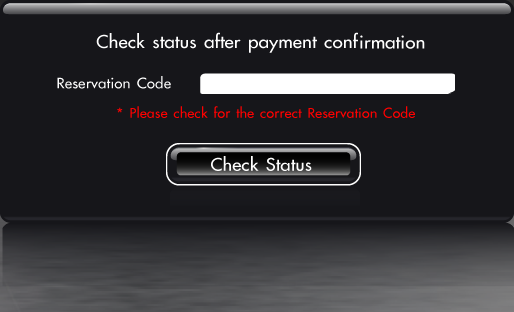 Check status after payment confirmation
Reservation Code
* Please check for the correct Reservation Code
Check Status